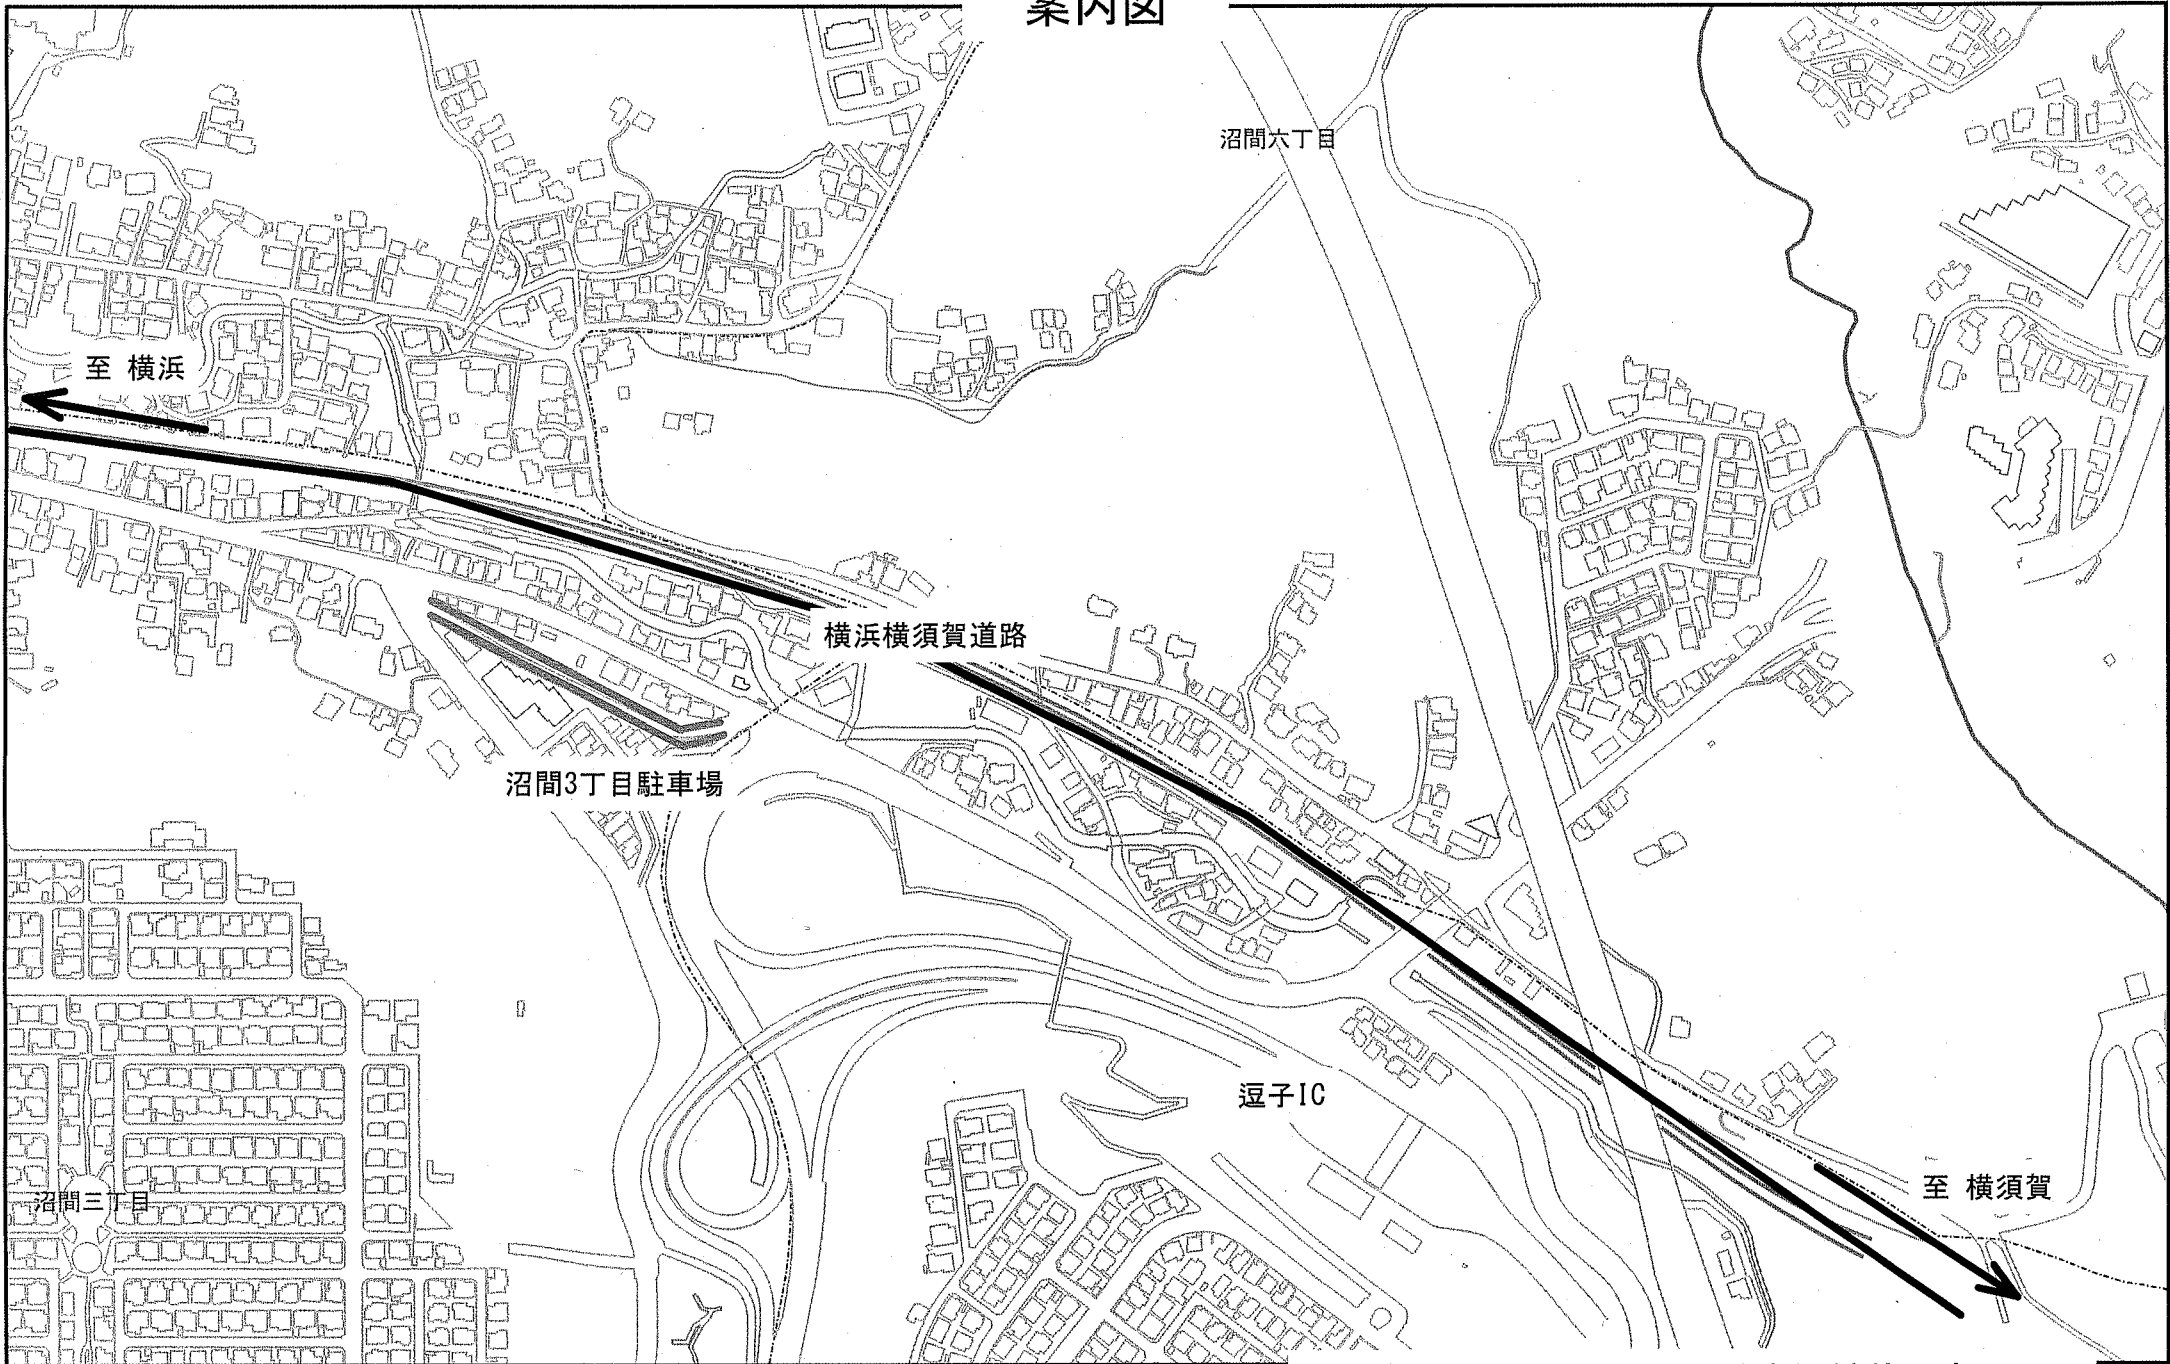 案内図
沼間六丁目
至 横浜
横浜横須賀道路
沼間3丁目駐車場
逗子IC
至 横須賀
沼間三丁目